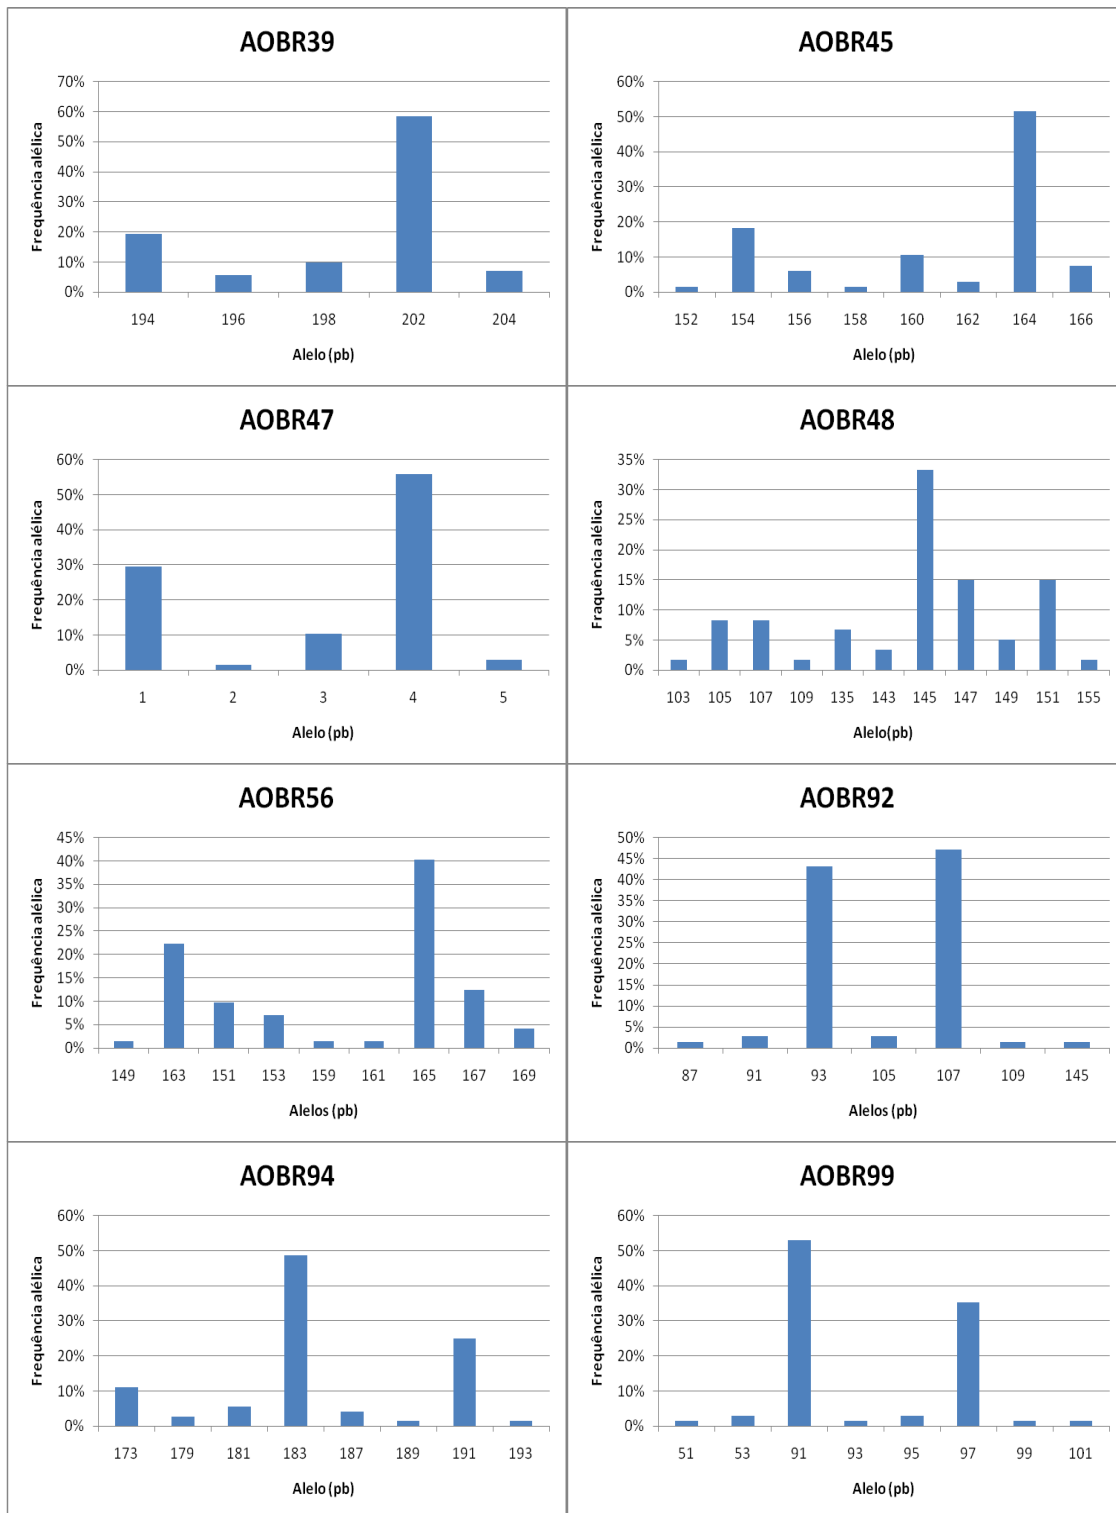 AOBR39
Frequência alélica
70%
60%
50%
40%
30%
20%
10%
0%
194 196 198 202 204
Alelo (pb)
AOBR45
Frequência alélica
60%
50%
40%
30%
20%
10%
0%
152 154 156 158 160 162 164 166
Alelo (pb)
AOBR47
Frequência alélica
60%
50%
40%
30%
20%
10%
0%
1 2 3 4 5
Alelo (pb)
AOBR48
Fraquência alélica
35%
30%
25%
20%
15%
10%
5%
0%
103 105 107 109 135 143 145 147 149 151 155
Alelo(pb)
AOBR56
Frequência alélica
45%
40%
35%
30%
25%
20%
15%
10%
5%
0%
149 163 151 153 159 161 165 167 169
Alelos (pb)
AOBR92
Frequência alélica
50%
45%
40%
35%
30%
25%
20%
15%
10%
5%
0%
87 91 93 105 107 109 145
Alelos (pb)
AOBR94
Frequência alélica
60%
50%
40%
30%
20%
10%
0%
173 179 181 183 187 189 191 193
Alelo (pb)
AOBR99
Frequência alélica
60%
50%
40%
30%
20%
10%
0%
51 53 91 93 95 97 99 101
Alelo (pb)